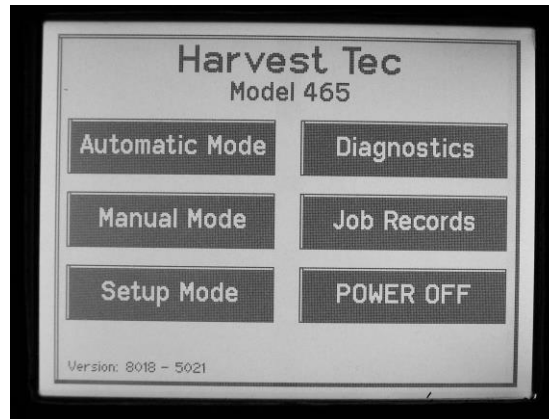 Harvest Tec
Model 465
Automatic Mode
Diagnostics
Manual Mode
Job Records
Setup Mode
POWER OFF
Version: 8018 - 5021